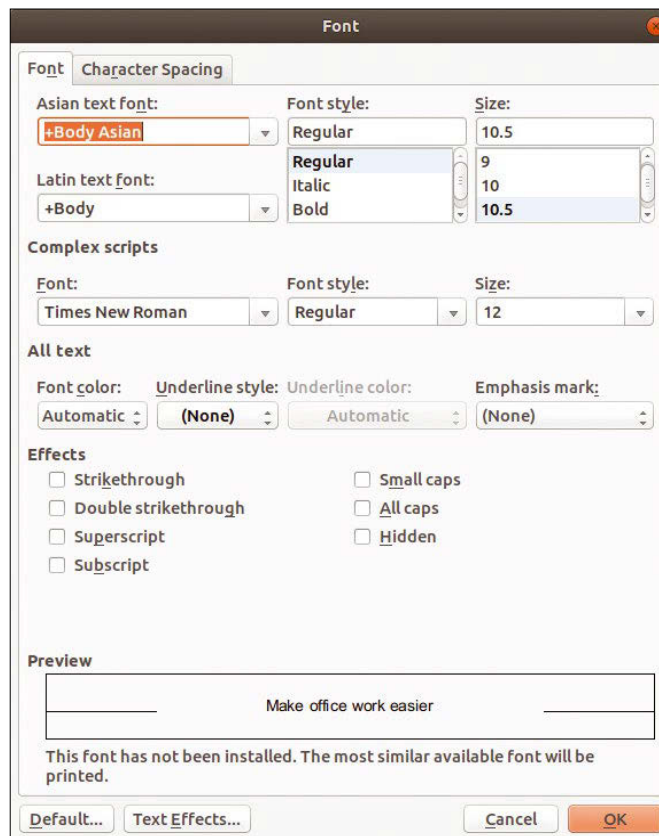 Font
Font Character Spacing
Asian text font: Font style: Size:
+Body Asian Regular 10.5
Regular 9
Italic 10
Bold 10.5
Latin text font:
+Body
Complex scripts
Font: Font style: Size:
Times New Roman Regular 12
All text
Font color: Underline style: Underline color: Emphasis mark:
Automatic (None) Automatic (None)
Effects
Strikethrough Small caps
Double strikethrough All caps
Superscript Hidden
Subscript
Preview
Make office work easier
This font has not been installed. The most similar available font will be
printed.
Default... Text Effects... Cancel OK